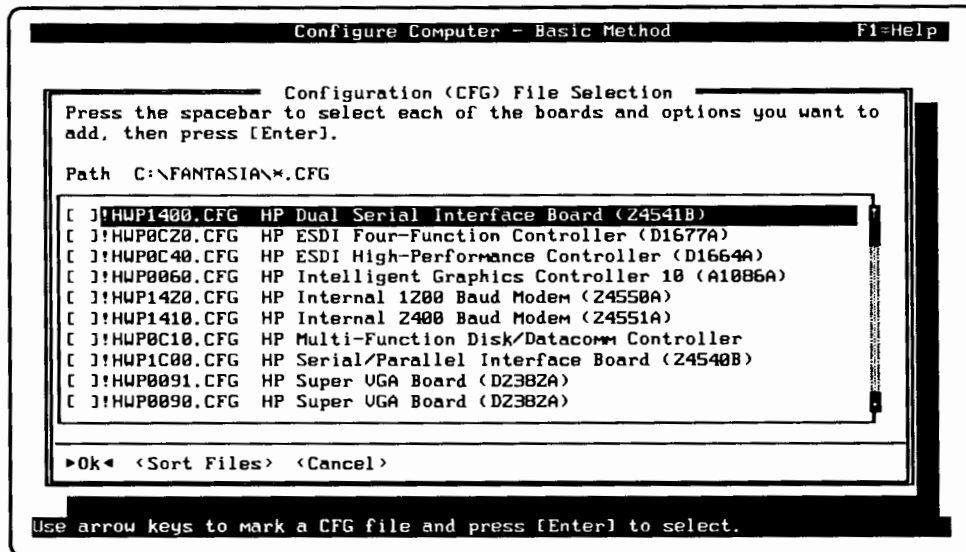 Configure Computer - Basic Method F1=Help
Configuration (CFG) File Selection
Press the spacebar to select each of the boards and options you want to
add, then press [Enter].
Path C:\FANTASIA\*.CFG
[ ]!HWP1400.CFG HP Dual Serial Interface Board (24541B)
[ ]!HWP0C20.CFG HP ESDI Four-Function Controller (D1677A)
[ ]!HWP0C40.CFG HP ESDI High-Performance Controller (D1664A)
[ ]!HWP0060.CFG HP Intelligent Graphics Controller 10 (A1086A)
[ ]!HWP1420.CFG HP Internal 1200 Baud Modem (24550A)
[ ]!HWP1410.CFG HP Internal 2400 Baud Modem (24551A)
[ ]!HWP0C10.CFG HP Multi-Function Disk/Datacomm Controller
[ ]!HWP1C00.CFG HP Serial/Parallel Interface Board (24540B)
[ ]!HWP0091.CFG HP Super VGA Board (D2382A)
[ ]!HWP0090.CFG HP Super VGA Board (D2382A)
►Ok◄ <Sort Files> <Cancel>
Use arrow keys to mark a CFG file and press [Enter] to select.